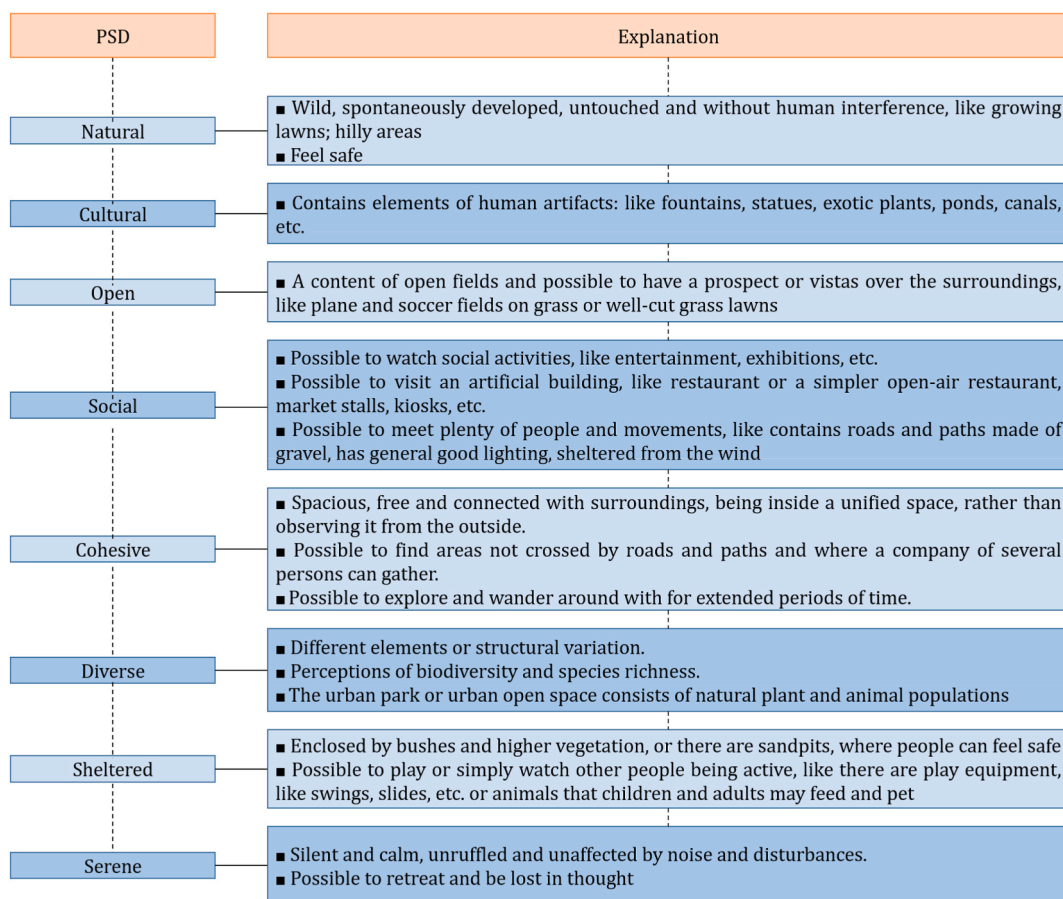 PSD
Explanation
Natural
■ Wild, spontaneously developed, untouched and without human interference, like growing
lawns; hilly areas
■ Feel safe
Cultural
■ Contains elements of human artifacts: like fountains, statues, exotic plants, ponds, canals,
etc.
Open
■ A content of open fields and possible to have a prospect or vistas over the surroundings,
like plane and soccer fields on grass or well-cut grass lawns
Social
■ Possible to watch social activities, like entertainment, exhibitions, etc.
■ Possible to visit an artificial building, like restaurant or a simpler open-air restaurant,
market stalls, kiosks, etc.
■ Possible to meet plenty of people and movements, like contains roads and paths made of
gravel, has general good lighting, sheltered from the wind
Cohesive
■ Spacious, free and connected with surroundings, being inside a unified space, rather than
observing it from the outside.
■ Possible to find areas not crossed by roads and paths and where a company of several
persons can gather.
■ Possible to explore and wander around with for extended periods of time.
Diverse
■ Different elements or structural variation.
■ Perceptions of biodiversity and species richness.
■ The urban park or urban open space consists of natural plant and animal populations
Sheltered
■ Enclosed by bushes and higher vegetation, or there are sandpits, where people can feel safe
■ Possible to play or simply watch other people being active, like there are play equipment,
like swings, slides, etc. or animals that children and adults may feed and pet
Serene
■ Silent and calm, unruffled and unaffected by noise and disturbances.
■ Possible to retreat and be lost in thought